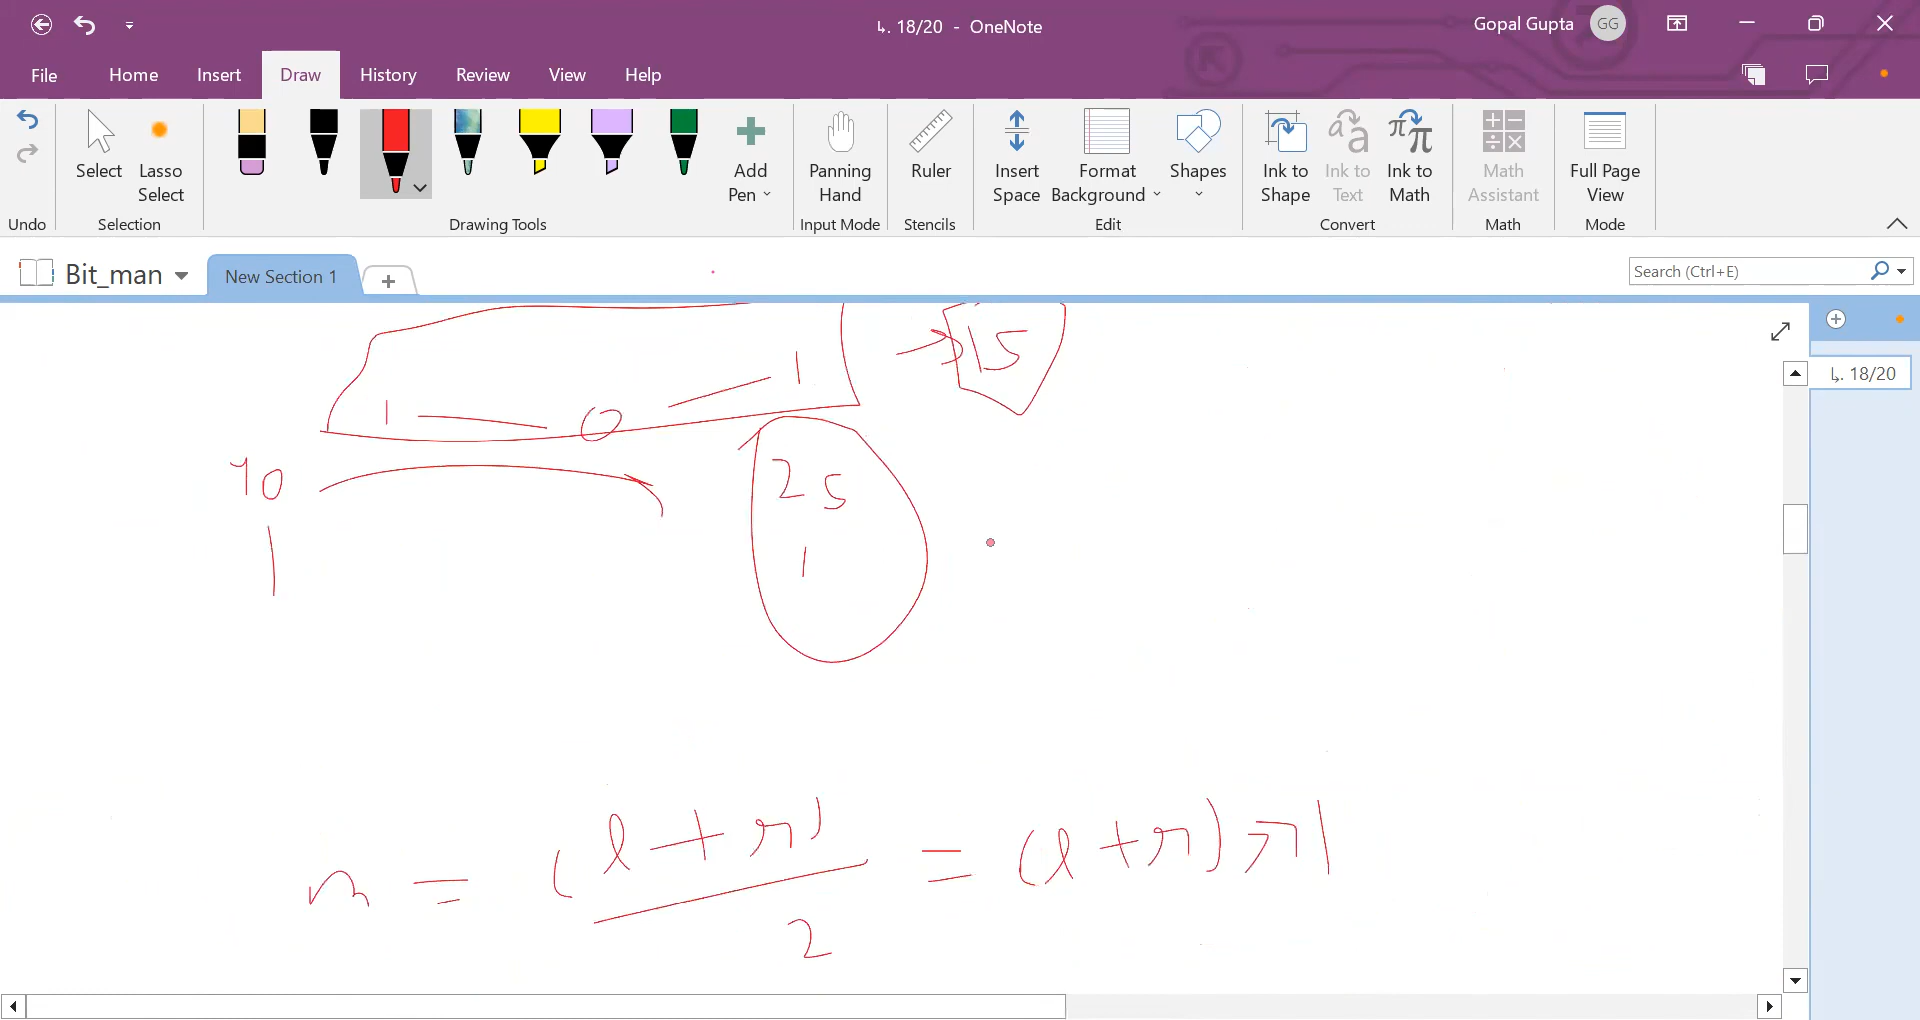 ↳. 18/20 - OneNote
Gopal Gupta GG
File Home Insert Draw History Review View Help
Select Lasso Select Add Pen Panning Hand Ruler Insert Space Format Background Shapes Ink to Shape Ink to Text Ink to Math Math Assistant Full Page View
Undo Selection Drawing Tools Input Mode Stencils Edit Convert Math Mode
Bit_man New Section 1 + Search (Ctrl+E)
↳. 18/20
15
1 0 1
10 25
1 1
m = (l + r) / 2 = (l + r) >> 1